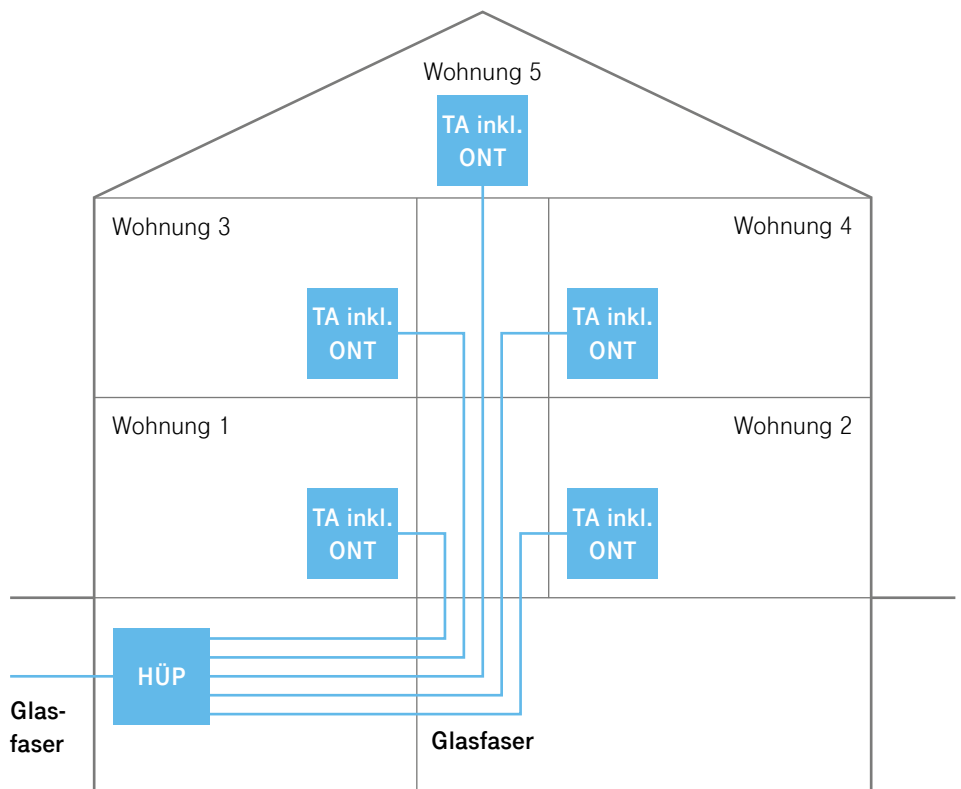 Wohnung 5
TA inkl.
ONT
Wohnung 3
Wohnung 4
TA inkl.
ONT
TA inkl.
ONT
Wohnung 1
Wohnung 2
TA inkl.
ONT
TA inkl.
ONT
HÜP
Glas-
faser
Glasfaser